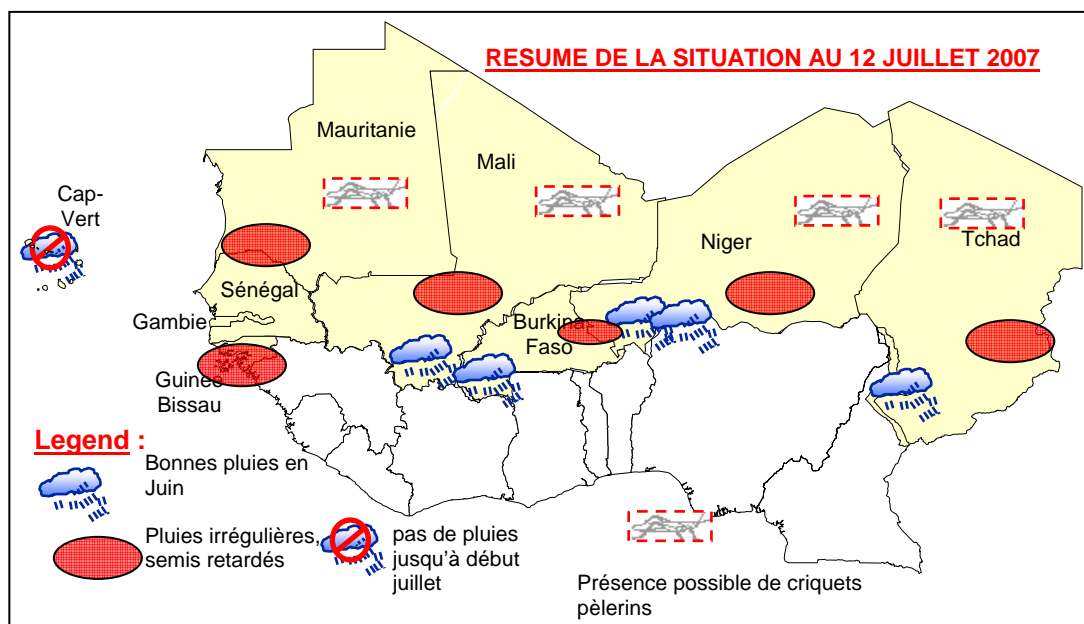 RESUME DE LA SITUATION AU 12 JUILLET 2007
Mauritanie
Mali
Cap-
Vert
Niger
Tchad
Sénégal
Gambie
Burkina-
Faso
Guinée
Bissau
Legend :
Bonnes pluies en
Juin
Pluies irrégulières,
semis retardés
pas de pluies
jusqu'à début
juillet
Présence possible de criquets
pèlerins